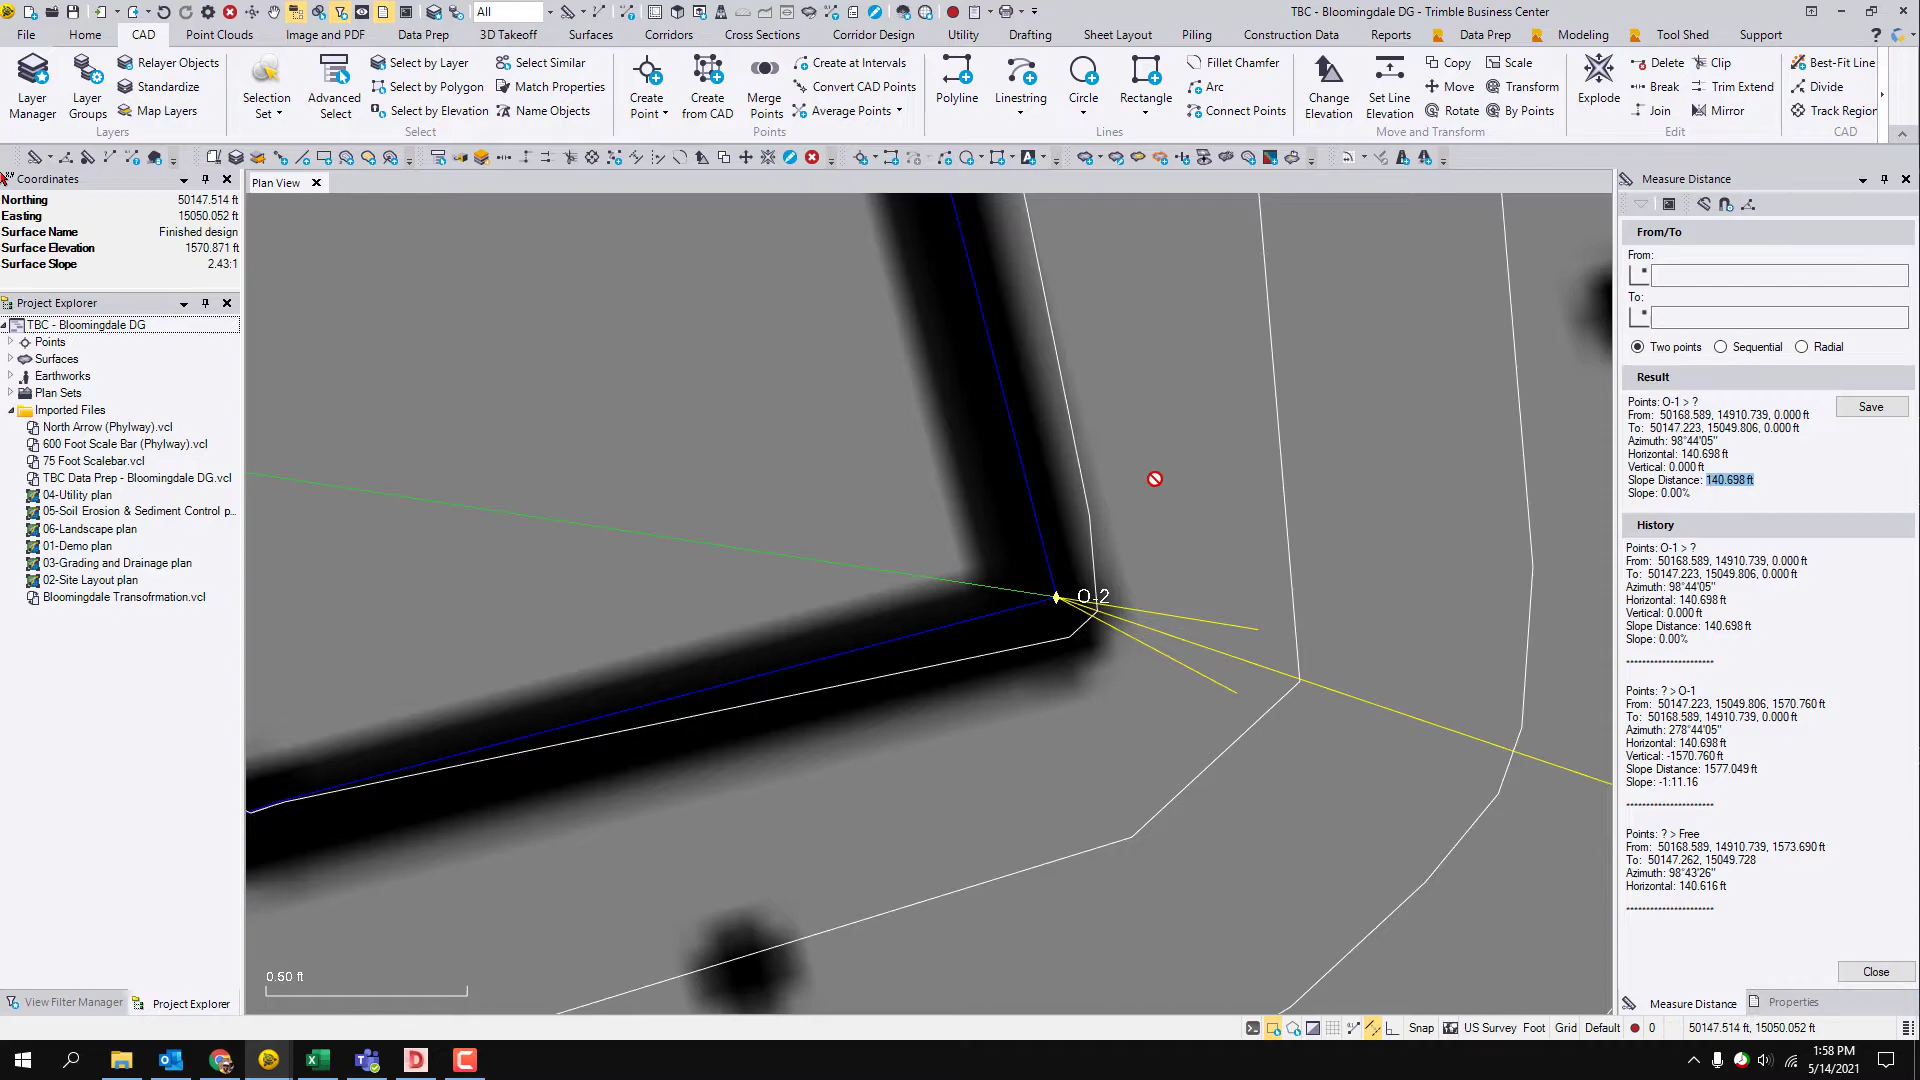 All
TBC - Bloomingdale DG - Trimble Business Center
File Home CAD Point Clouds Image and PDF Data Prep 3D Takeoff Surfaces Corridors Cross Sections Corridor Design Utility Drafting Sheet Layout Piling Construction Data Reports Data Prep Modeling Tool Shed Support
Layer Manager
Layer Groups
Relayer Objects
Standardize
Map Layers
Layers
Selection Set
Advanced Select
Select by Layer
Select by Polygon
Select by Elevation
Select Similar
Match Properties
Name Objects
Select
Create Point
Create from CAD
Merge Points
Create at Intervals
Convert CAD Points
Average Points
Points
Polyline
Linestring
Circle
Rectangle
Fillet Chamfer
Arc
Connect Points
Lines
Change Elevation
Set Line Elevation
Copy
Move
Rotate
Scale
Transform
By Points
Move and Transform
Explode
Delete
Break
Join
Clip
Trim Extend
Mirror
Edit
Best-Fit Line
Divide
Track Region
CAD
Coordinates
Northing 50147.514 ft
Easting 15050.052 ft
Surface Name Finished design
Surface Elevation 1570.871 ft
Surface Slope 2.43:1
Project Explorer
TBC - Bloomingdale DG
Points
Surfaces
Earthworks
Plan Sets
Imported Files
North Arrow (Phylway).vcl
600 Foot Scale Bar (Phylway).vcl
75 Foot Scalebar.vcl
TBC Data Prep - Bloomingdale DG.vcl
04-Utility plan
05-Soil Erosion & Sediment Control p...
06-Landscape plan
01-Demo plan
03-Grading and Drainage plan
02-Site Layout plan
Bloomingdale Transofrmation.vcl
View Filter Manager Project Explorer
Plan View
O-2
0.50 ft
Measure Distance
From/To
From:
To:
Two points Sequential Radial
Result
Points: O-1 > ?
From: 50168.589, 14910.739, 0.000 ft
To: 50147.223, 15049.806, 0.000 ft
Azimuth: 98°44'05"
Horizontal: 140.698 ft
Vertical: 0.000 ft
Slope Distance: 140.698 ft
Slope: 0.00%
Save
History
Points: O-1 > ?
From: 50168.589, 14910.739, 0.000 ft
To: 50147.223, 15049.806, 0.000 ft
Azimuth: 98°44'05"
Horizontal: 140.698 ft
Vertical: 0.000 ft
Slope Distance: 140.698 ft
Slope: 0.00%
**********************
Points: ? > O-1
From: 50147.223, 15049.806, 1570.760 ft
To: 50168.589, 14910.739, 0.000 ft
Azimuth: 278°44'05"
Horizontal: 140.698 ft
Vertical: -1570.760 ft
Slope Distance: 1577.049 ft
Slope: -1:11.16
**********************
Points: ? > Free
From: 50168.589, 14910.739, 1573.690 ft
To: 50147.262, 15049.728
Azimuth: 98°43'26"
Horizontal: 140.616 ft
**********************
Close
Measure Distance Properties
Snap US Survey Foot Grid Default 0 50147.514 ft, 15050.052 ft
1:58 PM
5/14/2021